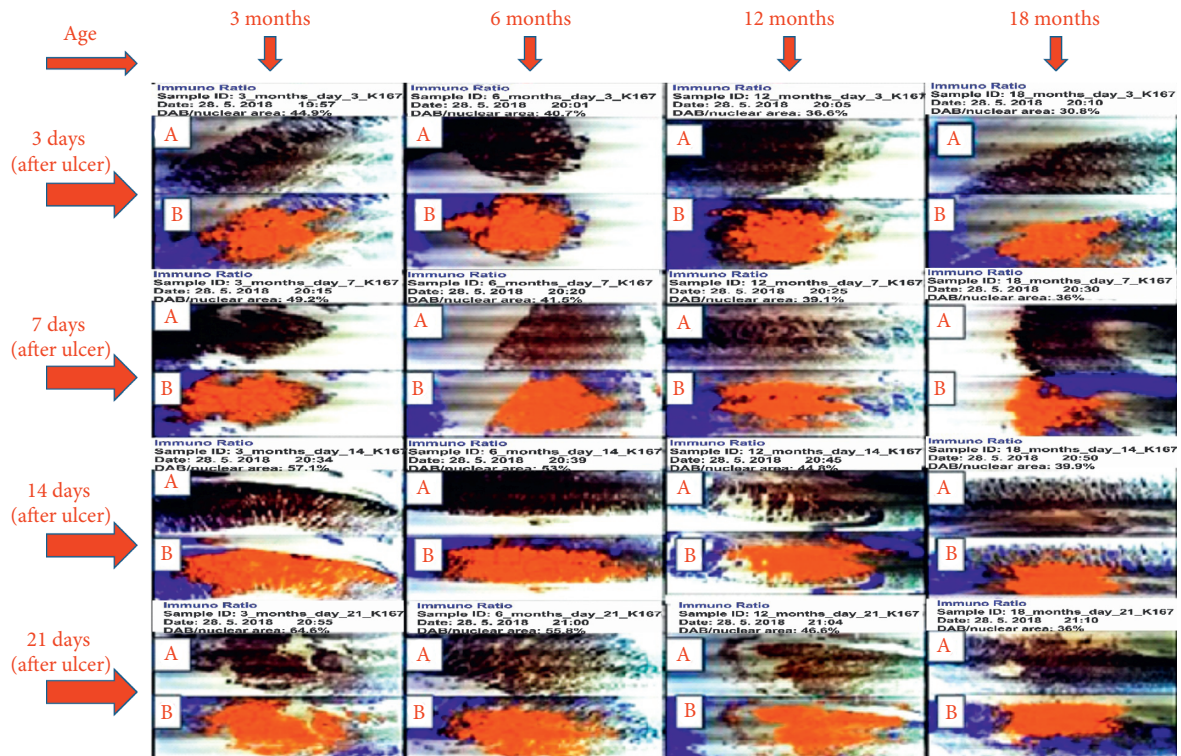 Age
3 months
6 months
12 months
18 months
3 days
(after ulcer)
Immuno Ratio
Sample ID: 3_months_day_3_K167
Date: 28. 5. 2018 19:57
DAB/nuclear area: 44.9%
A
B
Immuno Ratio
Sample ID: 6_months_day_3_K167
Date: 28. 5. 2018 20:01
DAB/nuclear area: 40.7%
A
B
Immuno Ratio
Sample ID: 12_months_day_3_K167
Date: 28. 5. 2018 20:05
DAB/nuclear area: 36.6%
A
B
Immuno Ratio
Sample ID: 18_months_day_3_K167
Date: 28. 5. 2018 20:10
DAB/nuclear area: 30.8%
A
B
7 days
(after ulcer)
Immuno Ratio
Sample ID: 3_months_day_7_K167
Date: 28. 5. 2018 20:15
DAB/nuclear area: 49.2%
A
B
Immuno Ratio
Sample ID: 6_months_day_7_K167
Date: 28. 5. 2018 20:20
DAB/nuclear area: 41.5%
A
B
Immuno Ratio
Sample ID: 12_months_day_7_K167
Date: 28. 5. 2018 20:25
DAB/nuclear area: 39.1%
A
B
Immuno Ratio
Sample ID: 18_months_day_7_K167
Date: 28. 5. 2018 20:30
DAB/nuclear area: 36%
A
B
14 days
(after ulcer)
Immuno Ratio
Sample ID: 3_months_day_14_K167
Date: 28. 5. 2018 20:34
DAB/nuclear area: 57.1%
A
B
Immuno Ratio
Sample ID: 6_months_day_14_K167
Date: 28. 5. 2018 20:39
DAB/nuclear area: 53%
A
B
Immuno Ratio
Sample ID: 12_months_day_14_K167
Date: 28. 5. 2018 20:45
DAB/nuclear area: 44.8%
A
B
Immuno Ratio
Sample ID: 18_months_day_14_K167
Date: 28. 5. 2018 20:50
DAB/nuclear area: 39.9%
A
B
21 days
(after ulcer)
Immuno Ratio
Sample ID: 3_months_day_21_K167
Date: 28. 5. 2018 20:55
DAB/nuclear area: 64.6%
A
B
Immuno Ratio
Sample ID: 6_months_day_21_K167
Date: 28. 5. 2018 21:00
DAB/nuclear area: 55.8%
A
B
Immuno Ratio
Sample ID: 12_months_day_21_K167
Date: 28. 5. 2018 21:04
DAB/nuclear area: 46.6%
A
B
Immuno Ratio
Sample ID: 18_months_day_21_K167
Date: 28. 5. 2018 21:10
DAB/nuclear area: 36%
A
B